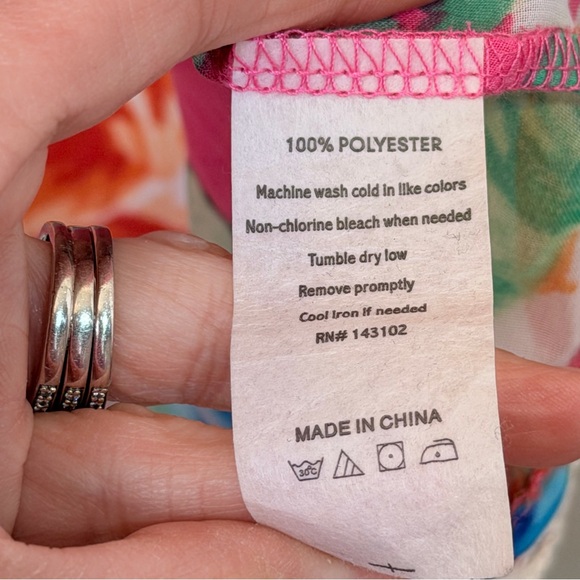 100% POLYESTER
Machine wash cold in like colors
Non-chlorine bleach when needed
Tumble dry low
Remove promptly
Cool Iron if needed
RN# 143102
MADE IN CHINA
30°C